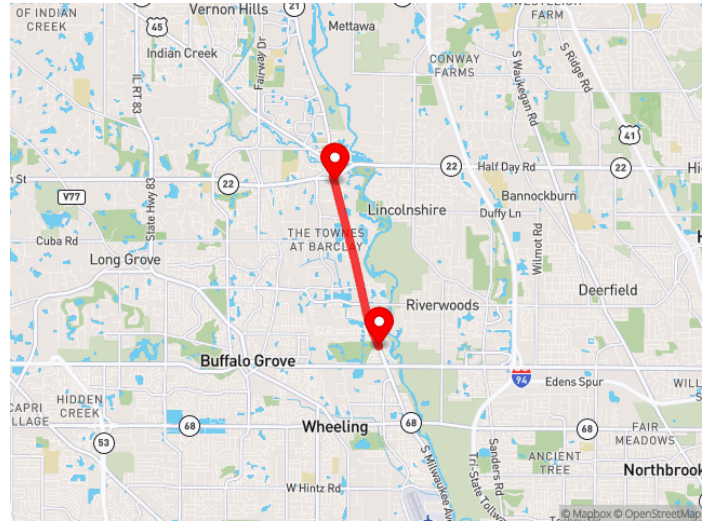 OF INDIAN
CREEK
45
Vernon Hills
21
Mettawa
Indian Creek
Fairway Dr
IL RT 83
CONWAY
FARMS
FARM
S Waukegan Rd
S Ridge Rd
41
22
Half Day Rd
22
Bannockburn
Duffy Ln
n St
V77
22
State Hwy 83
Cuba Rd
Long Grove
THE TOWNES
AT BARCLAY
Lincolnshire
Wilmot Rd
Deerfield
Riverwoods
Buffalo Grove
94
Edens Spur
HIDDEN
CREEK
CAPRI
VILLAGE
53
68
Wheeling
68
68
FAIR
MEADOWS
ANCIENT
TREE
Sanders Rd
Tri-State Tollway
S Milwaukee Ave
W Hintz Rd
Northbrook
© Mapbox © OpenStreetMap